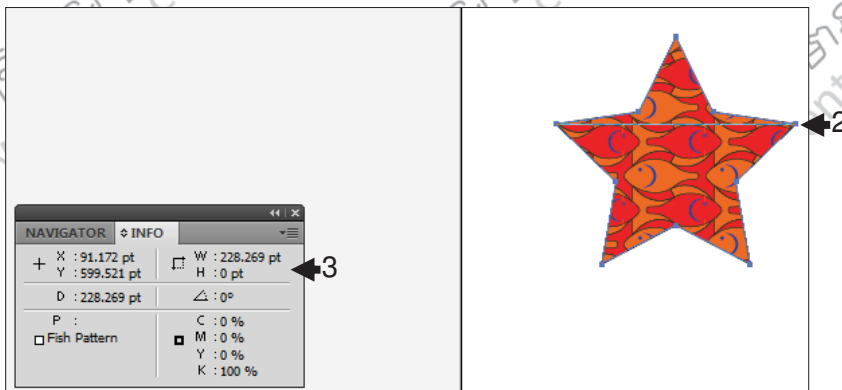 2
NAVIGATOR INFO
X : 91.172 pt W : 228.269 pt
Y : 599.521 pt H : 0 pt
3
D : 228.269 pt : 0°
P : C : 0 %
Fish Pattern M : 0 %
Y : 0 %
K : 100 %